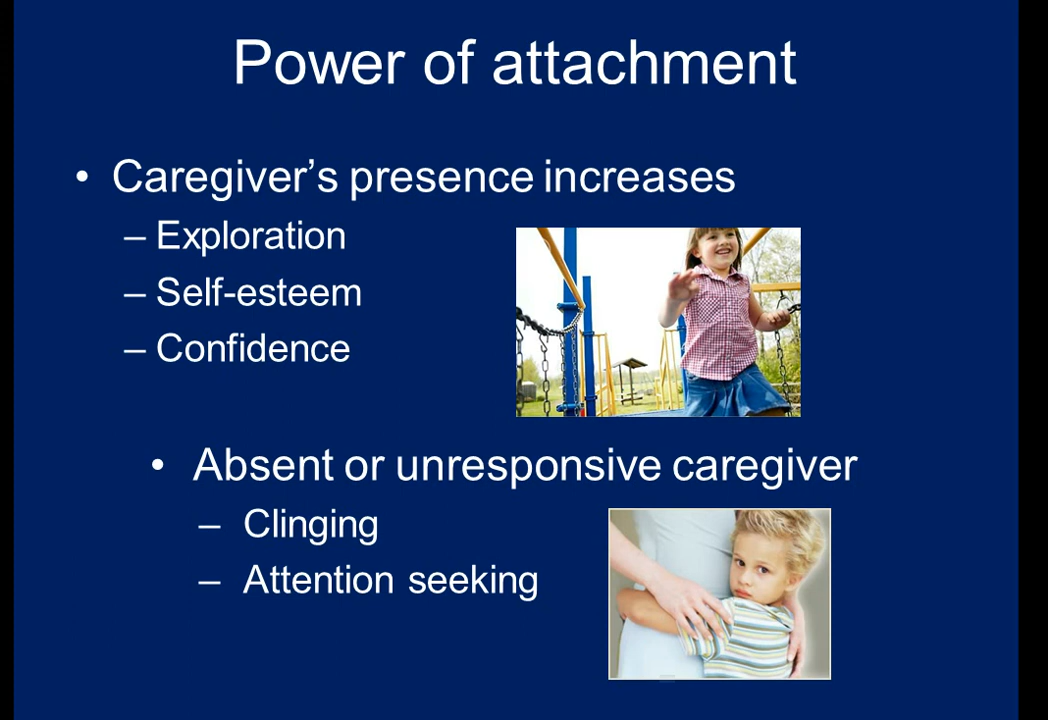 Power of attachment
• Caregiver’s presence increases
– Exploration
– Self-esteem
– Confidence
• Absent or unresponsive caregiver
– Clinging
– Attention seeking